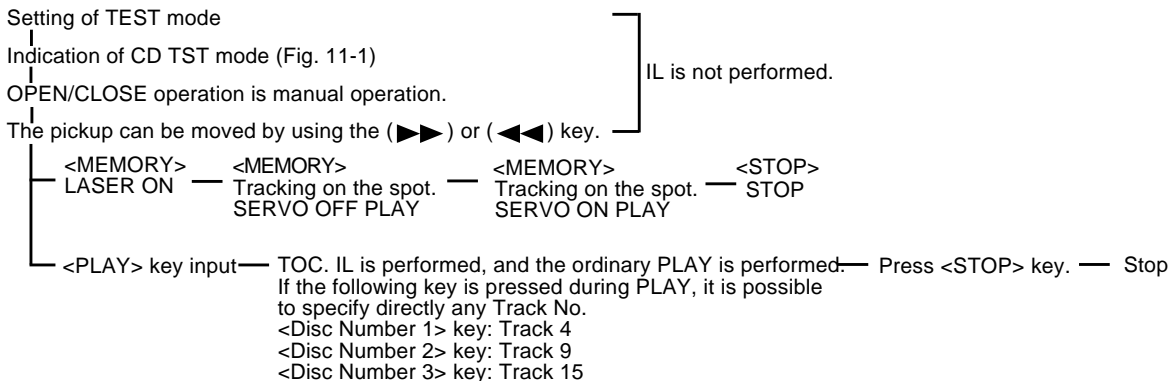 Setting of TEST mode
Indication of CD TST mode (Fig. 11-1)
IL is not performed.
OPEN/CLOSE operation is manual operation.
The pickup can be moved by using the (▶▶) or (◀◀) key.
<MEMORY>
LASER ON
<MEMORY>
Tracking on the spot.
SERVO OFF PLAY
<MEMORY>
Tracking on the spot.
SERVO ON PLAY
<STOP>
STOP
<PLAY> key input
TOC. IL is performed, and the ordinary PLAY is performed.
If the following key is pressed during PLAY, it is possible
to specify directly any Track No.
<Disc Number 1> key: Track 4
<Disc Number 2> key: Track 9
<Disc Number 3> key: Track 15
Press <STOP> key.
Stop